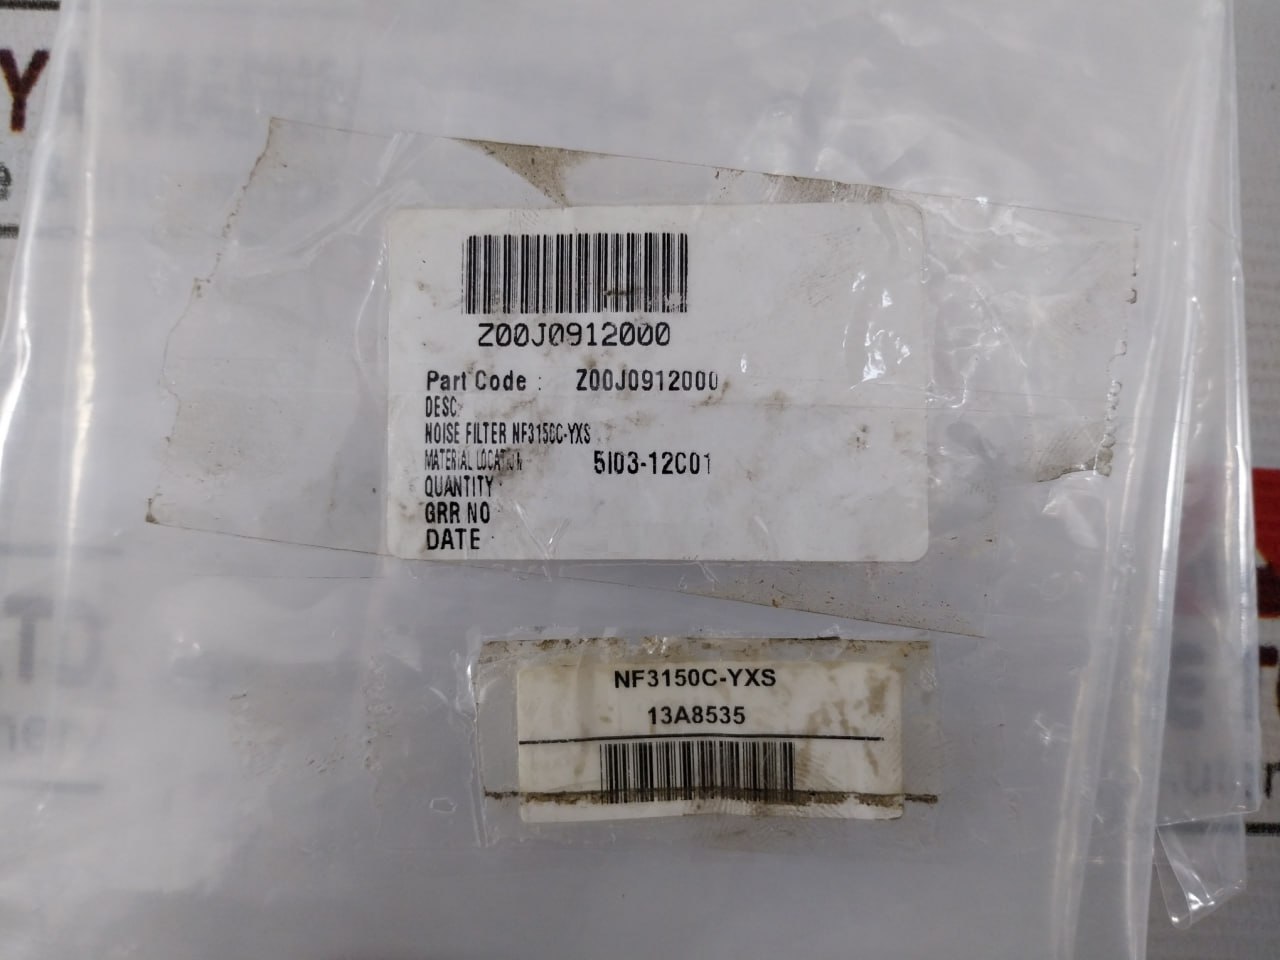 Z00J0912000
Part Code : Z00J0912000
DESC:
NOISE FILTER NF3150C-YXS
MATERIAL LOCATION 5I03-12C01
QUANTITY
GRR NO
DATE
NF3150C-YXS
13A8535